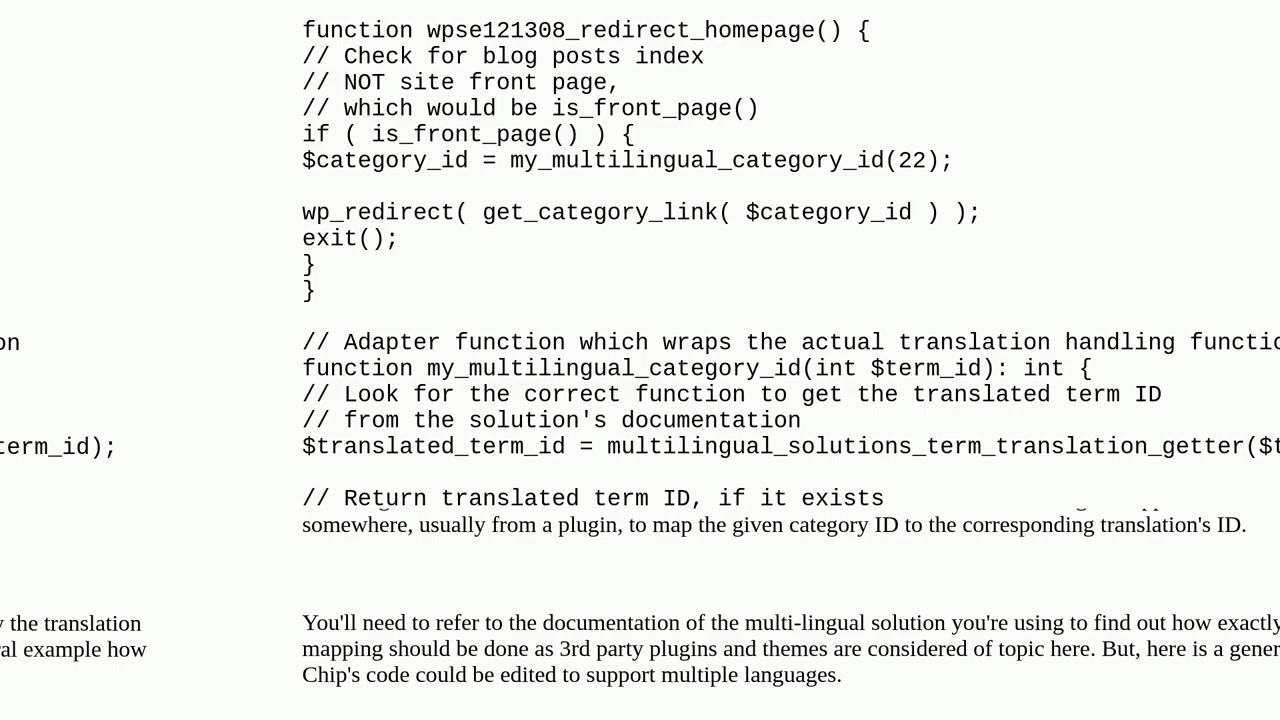 function wpse121308_redirect_homepage() {
// Check for blog posts index
// NOT site front page,
// which would be is_front_page()
if ( is_front_page() ) {
$category_id = my_multilingual_category_id(22);
wp_redirect( get_category_link( $category_id ) );
exit();
}
}
on // Adapter function which wraps the actual translation handling functio
function my_multilingual_category_id(int $term_id): int {
// Look for the correct function to get the translated term ID
// from the solution's documentation
term_id); $translated_term_id = multilingual_solutions_term_translation_getter($t
// Return translated term ID, if it exists
somewhere, usually from a plugin, to map the given category ID to the corresponding translation's ID.
y the translation You'll need to refer to the documentation of the multi-lingual solution you're using to find out how exactly
ral example how mapping should be done as 3rd party plugins and themes are considered of topic here. But, here is a gener
Chip's code could be edited to support multiple languages.